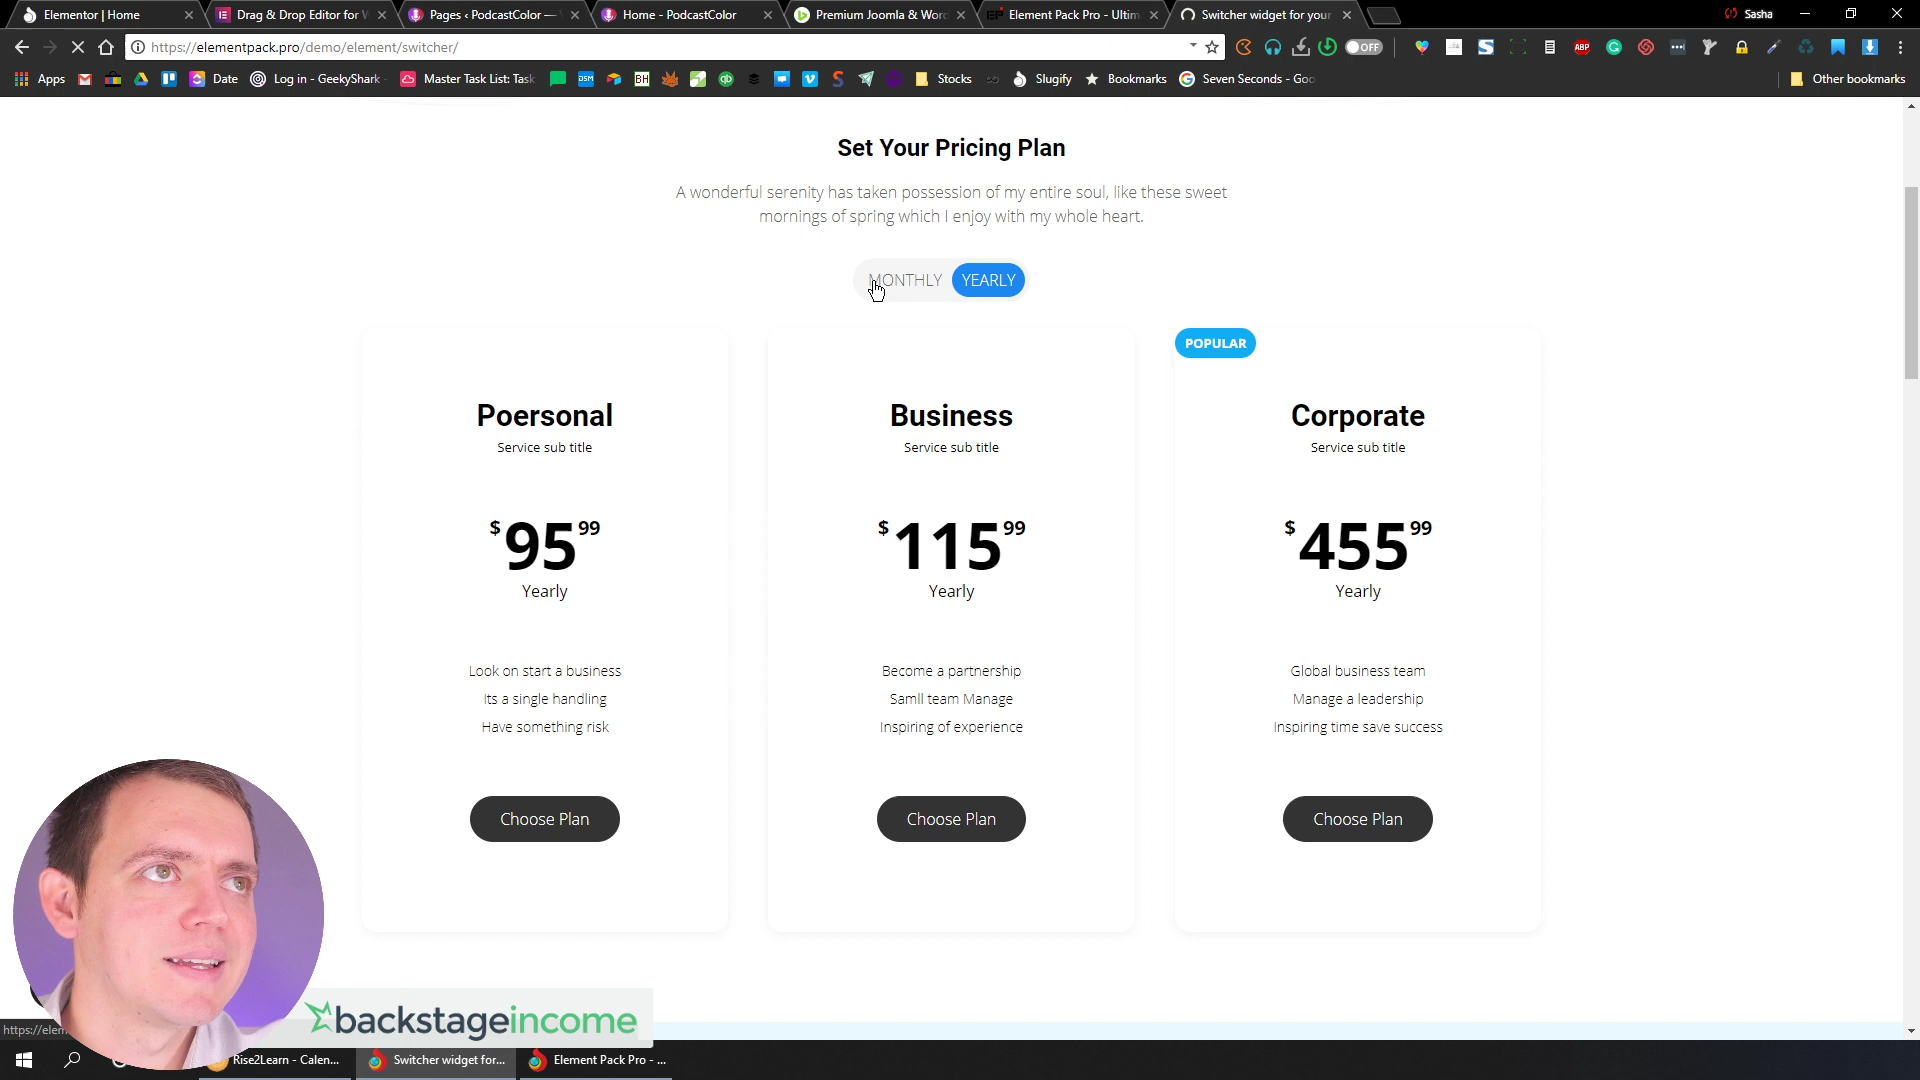 Elementor | Home
Drag & Drop Editor for
Pages ‹ PodcastColor —
Home - PodcastColor
Premium Joomla & Wor
Element Pack Pro - Ultim
Switcher widget for your
Sasha
https://elementpack.pro/demo/element/switcher/
OFF
ABP
Apps
Date
Log in - GeekyShark
Master Task List: Task
DSM
BH
Stocks
Slugify
Bookmarks
Seven Seconds - Goo
Other bookmarks
Set Your Pricing Plan
A wonderful serenity has taken possession of my entire soul, like these sweet
mornings of spring which I enjoy with my whole heart.
MONTHLY YEARLY
POPULAR
Poersonal
Service sub title
$95 99
Yearly
Look on start a business
Its a single handling
Have something risk
Choose Plan
Business
Service sub title
$115 99
Yearly
Become a partnership
Samll team Manage
Inspiring of experience
Choose Plan
Corporate
Service sub title
$455 99
Yearly
Global business team
Manage a leadership
Inspiring time save success
Choose Plan
backstageincome
https://elem
Rise2Learn - Calen...
Switcher widget for...
Element Pack Pro - ...